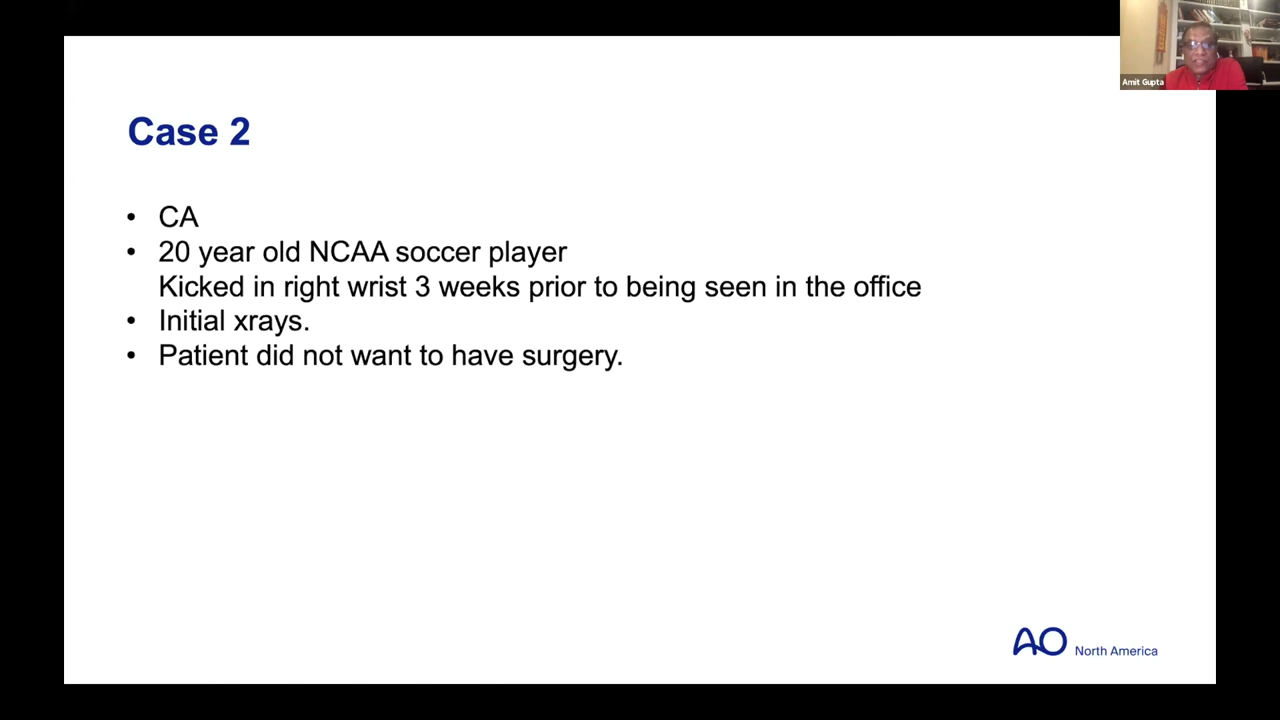 Amit Gupta
Case 2
• CA
• 20 year old NCAA soccer player
Kicked in right wrist 3 weeks prior to being seen in the office
• Initial xrays.
• Patient did not want to have surgery.
AO North America